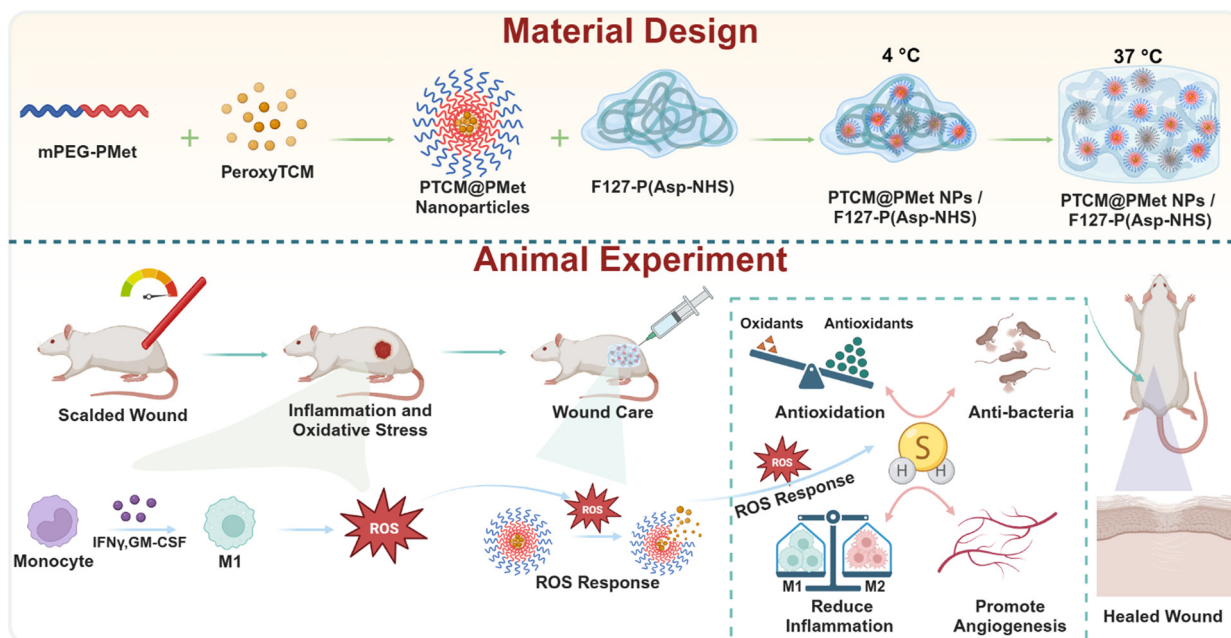 Material Design
4 °C
37 °C
mPEG-PMet
PeroxyTCM
PTCM@PMet
Nanoparticles
F127-P(Asp-NHS)
PTCM@PMet NPs /
F127-P(Asp-NHS)
PTCM@PMet NPs /
F127-P(Asp-NHS)
Animal Experiment
Scalded Wound
Inflammation and
Oxidative Stress
Wound Care
Oxidants
Antioxidants
Antioxidation
Anti-bacteria
Monocyte
IFNγ,GM-CSF
M1
ROS
ROS
ROS Response
ROS
ROS Response
S
H
H
M1
M2
Reduce
Inflammation
Promote
Angiogenesis
Healed Wound